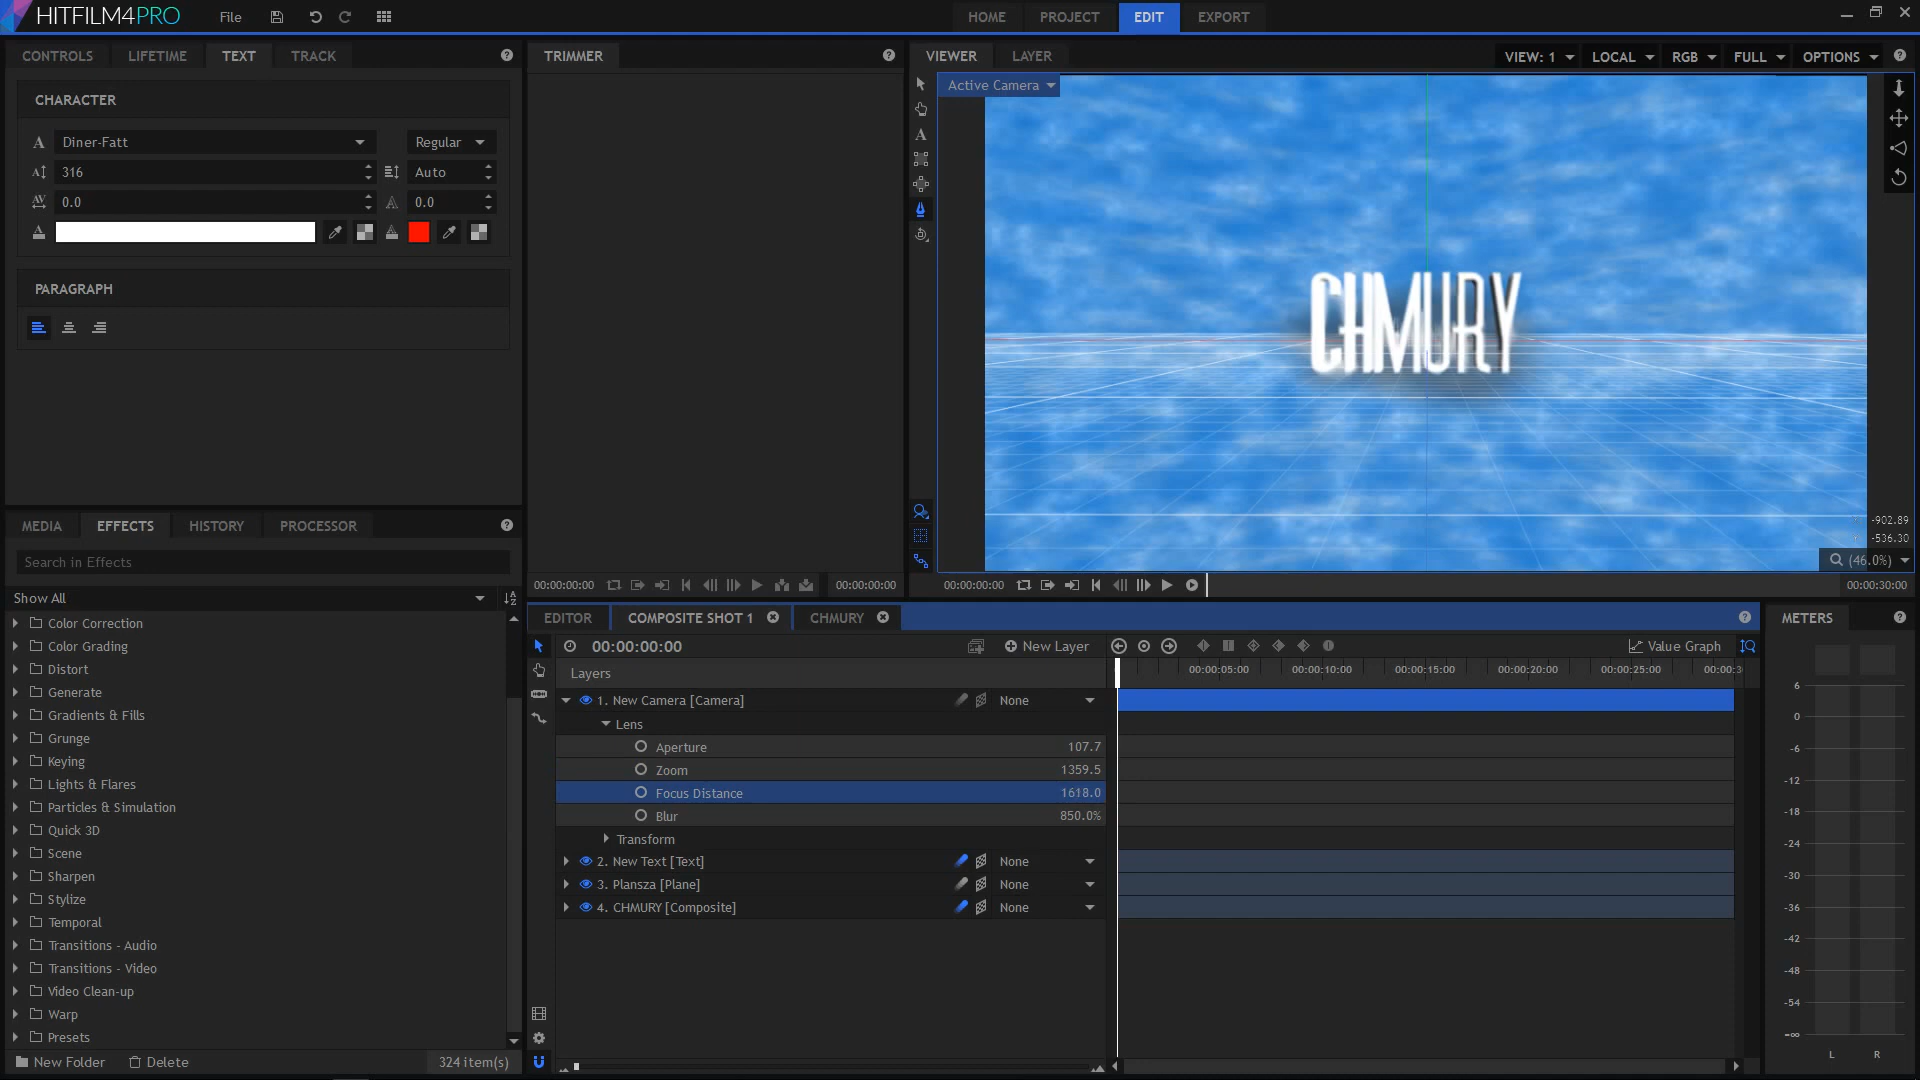 HITFILM4PRO
File
HOME
PROJECT
EDIT
EXPORT
CONTROLS
LIFETIME
TEXT
TRACK
CHARACTER
A Diner-Fatt
Regular
316
Auto
0.0
0.0
PARAGRAPH
MEDIA
EFFECTS
HISTORY
PROCESSOR
Search in Effects
Show All
Color Correction
Color Grading
Distort
Generate
Gradients & Fills
Grunge
Keying
Lights & Flares
Particles & Simulation
Quick 3D
Scene
Sharpen
Stylize
Temporal
Transitions - Audio
Transitions - Video
Video Clean-up
Warp
Presets
New Folder
Delete
324 item(s)
TRIMMER
00:00:00:00
00:00:00:00
VIEWER
LAYER
VIEW: 1
LOCAL
RGB
FULL
OPTIONS
Active Camera
CHMURY
-902.89
-536.30
(46.0%)
00:00:00:00
00:00:30:00
EDITOR
COMPOSITE SHOT 1
CHMURY
00:00:00:00
New Layer
Value Graph
Layers
00:00:05:00
00:00:10:00
00:00:15:00
00:00:20:00
00:00:25:00
00:00:3
1. New Camera [Camera]
None
Lens
Aperture
107.7
Zoom
1359.5
Focus Distance
1618.0
Blur
850.0%
Transform
2. New Text [Text]
None
3. Plansza [Plane]
None
4. CHMURY [Composite]
None
METERS
6
0
-6
-12
-18
-24
-30
-36
-42
-48
-54
-∞
L
R